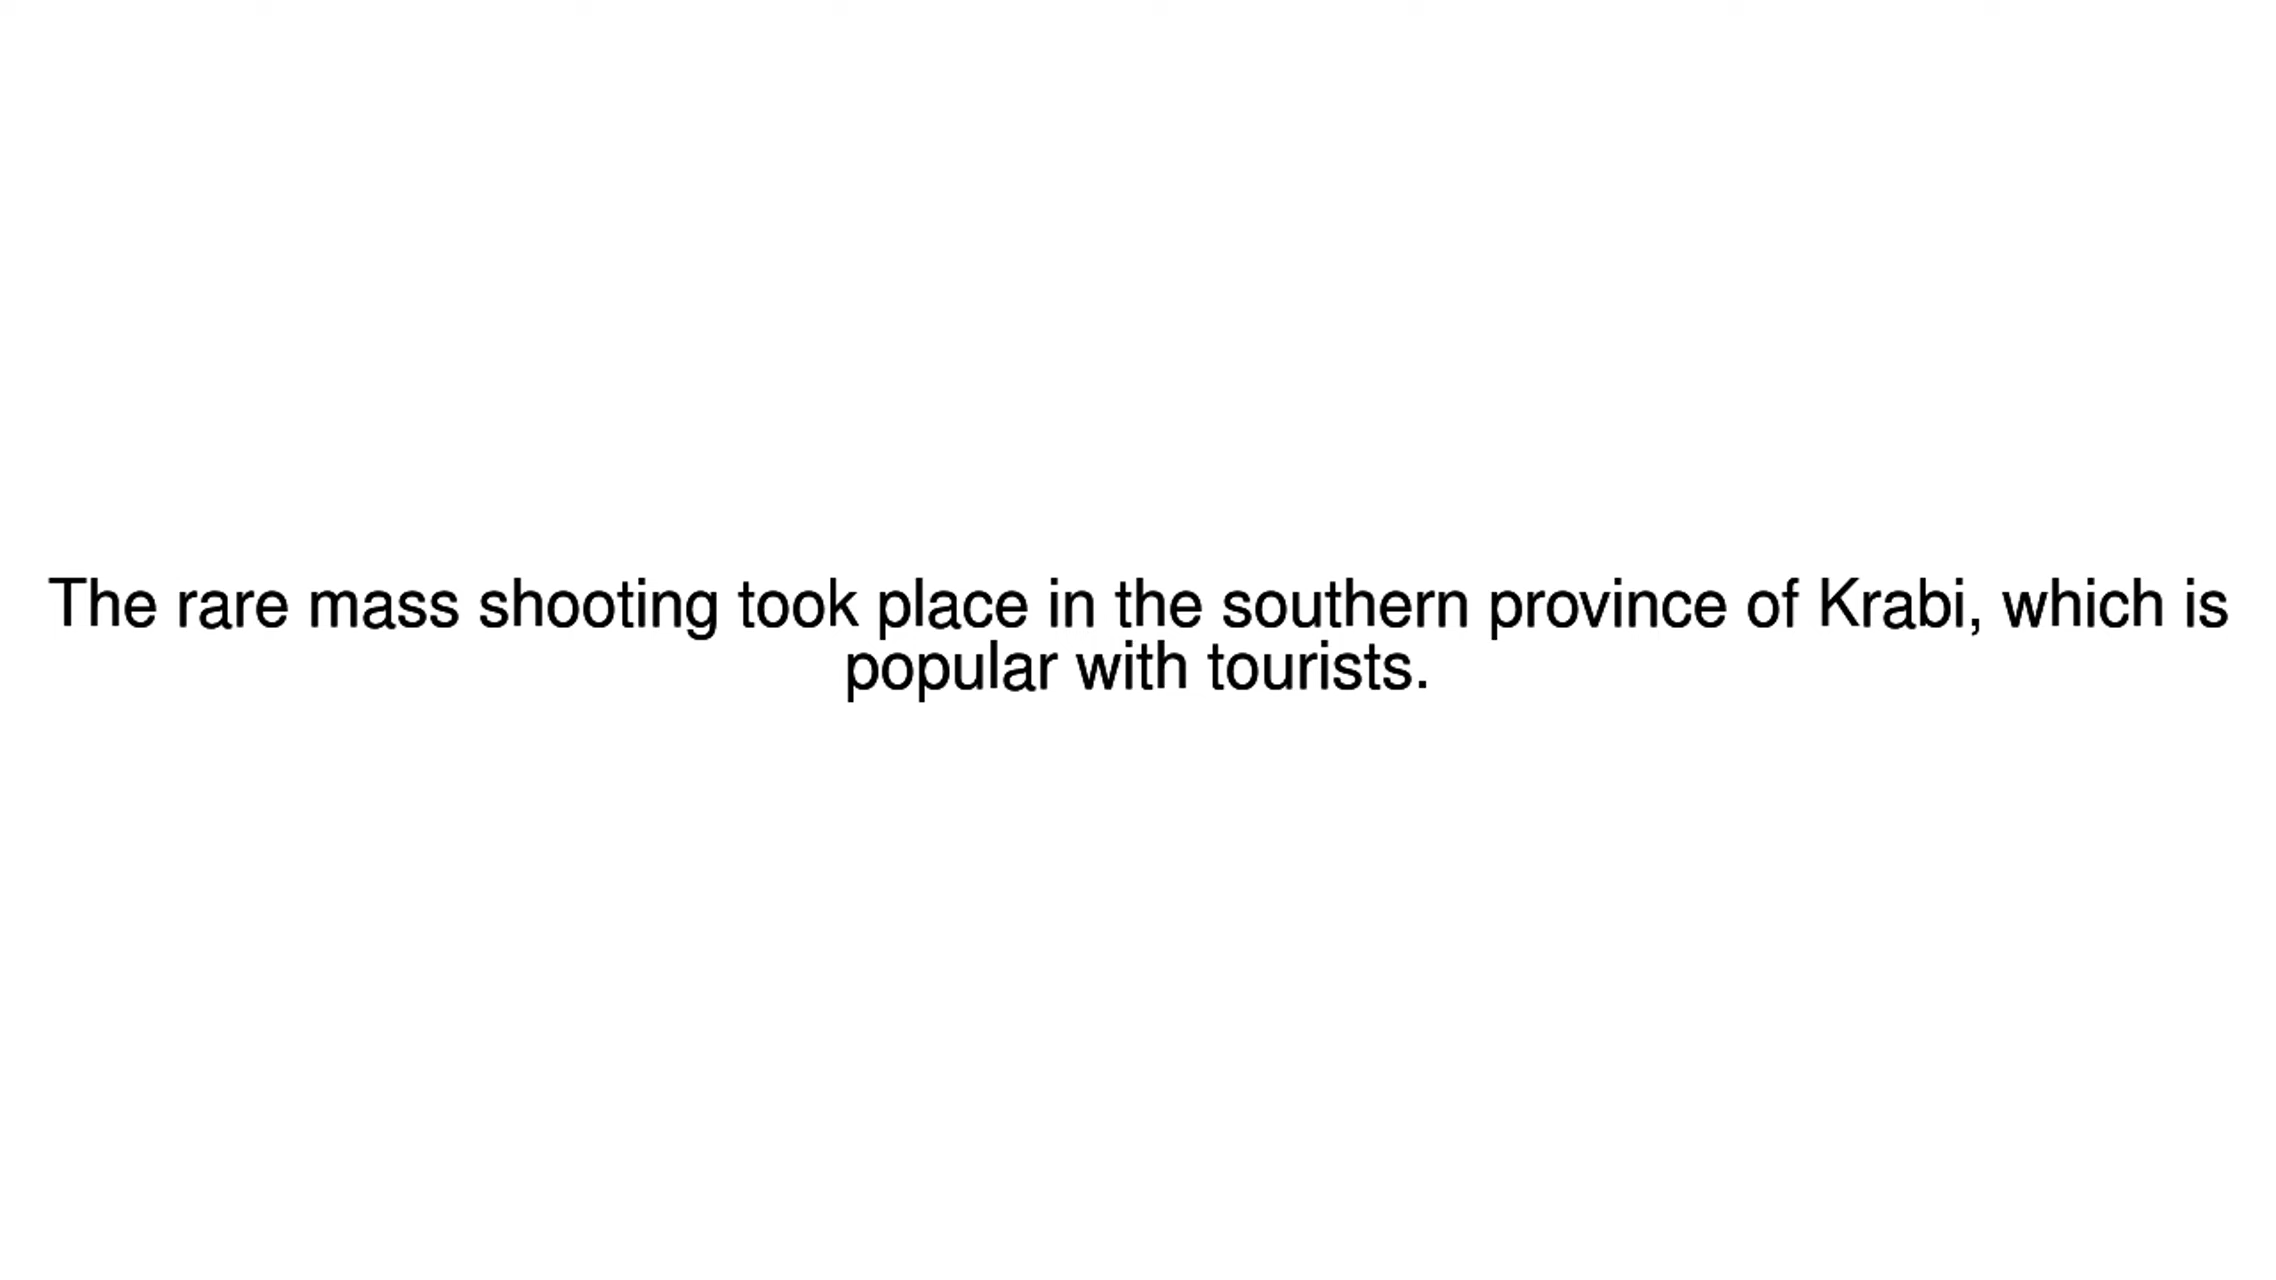 The rare mass shooting took place in the southern province of Krabi, which is
popular with tourists.